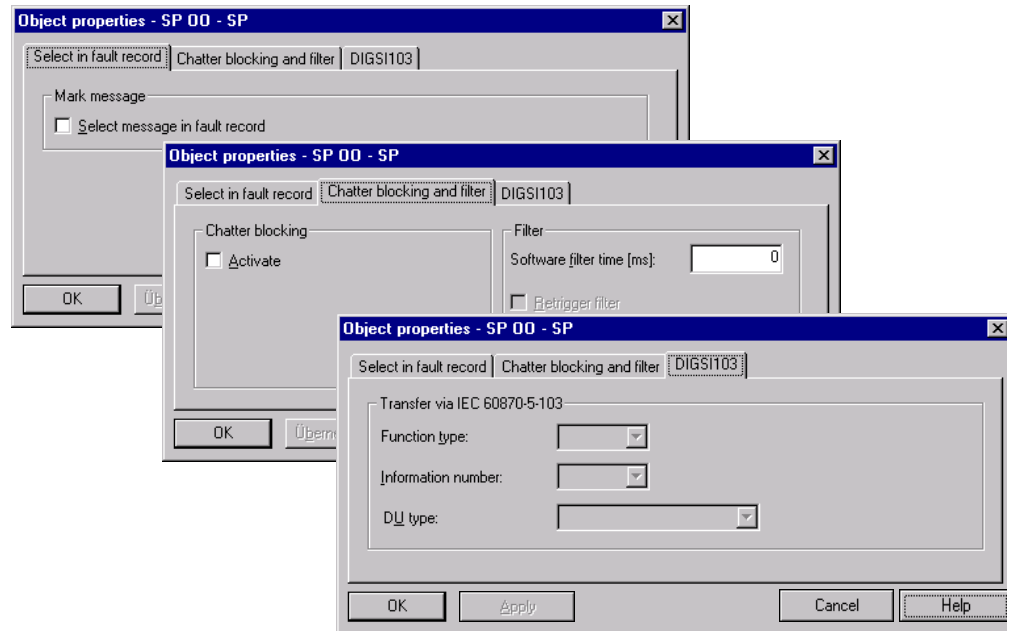 Object properties - SP OO - SP
Select in fault record Chatter blocking and filter DIGSI103
Mark message
Select message in fault record
OK
Object properties - SP OO - SP
Select in fault record Chatter blocking and filter DIGSI103
Chatter blocking Filter
Activate Software filter time [ms]: 0
Retrigger filter
OK
Object properties - SP OO - SP
Select in fault record Chatter blocking and filter DIGSI103
Transfer via IEC 60870-5-103
Function type:
Information number:
DU type:
OK Apply Cancel Help